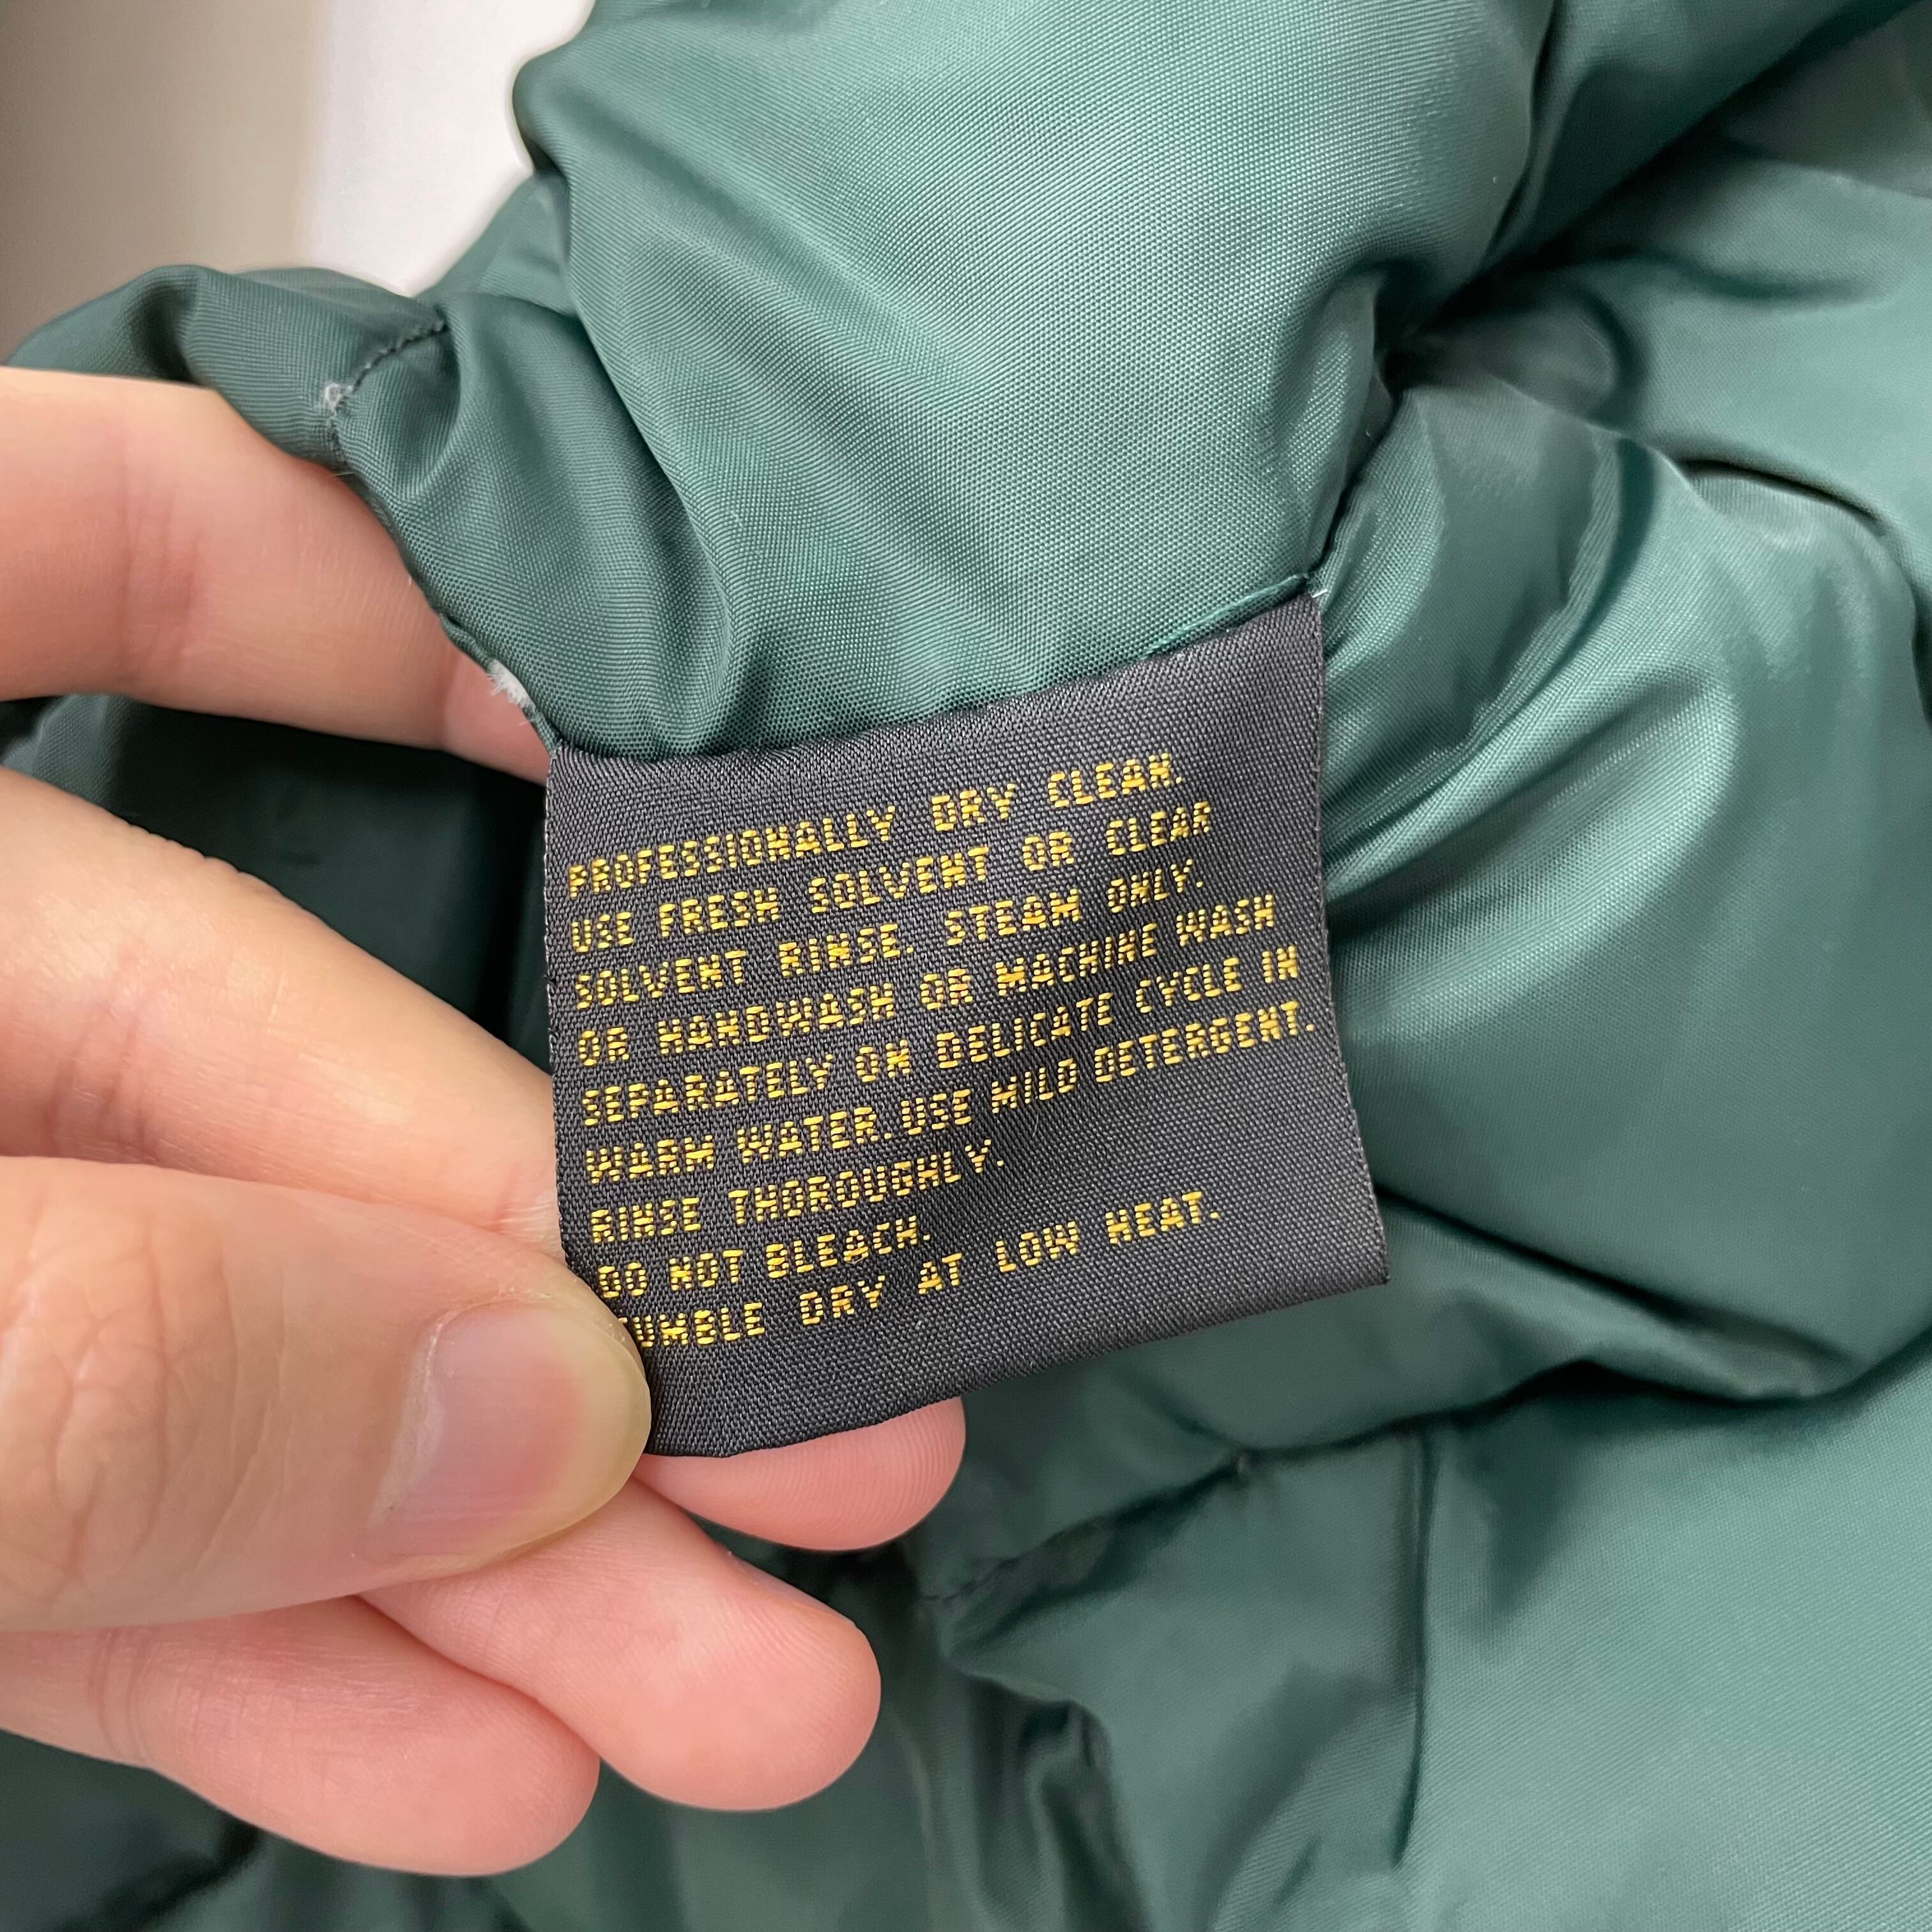 PROFESSIONALLY DRY CLEAN.
USE FRESH SOLVENT OR CLEAR
SOLVENT RINSE. STEAM ONLY.
OR HANDWASH OR MACHINE WASH
SEPARATELY ON DELICATE CYCLE IN
WARM WATER. USE MILD DETERGENT.
RINSE THOROUGHLY.
DO NOT BLEACH.
TUMBLE DRY AT LOW HEAT.